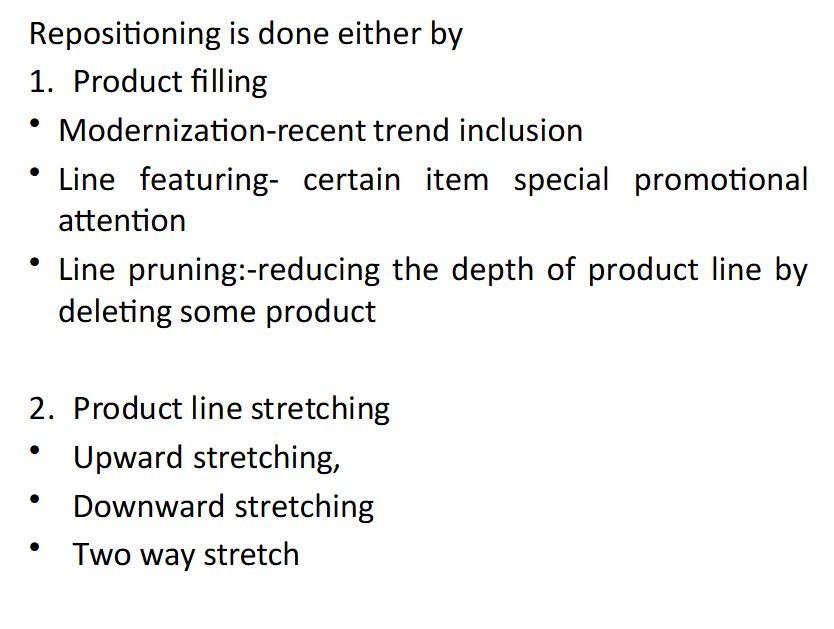 Repositioning is done either by
1. Product filling
• Modernization-recent trend inclusion
• Line featuring- certain item special promotional
attention
• Line pruning:-reducing the depth of product line by
deleting some product
2. Product line stretching
• Upward stretching,
• Downward stretching
• Two way stretch